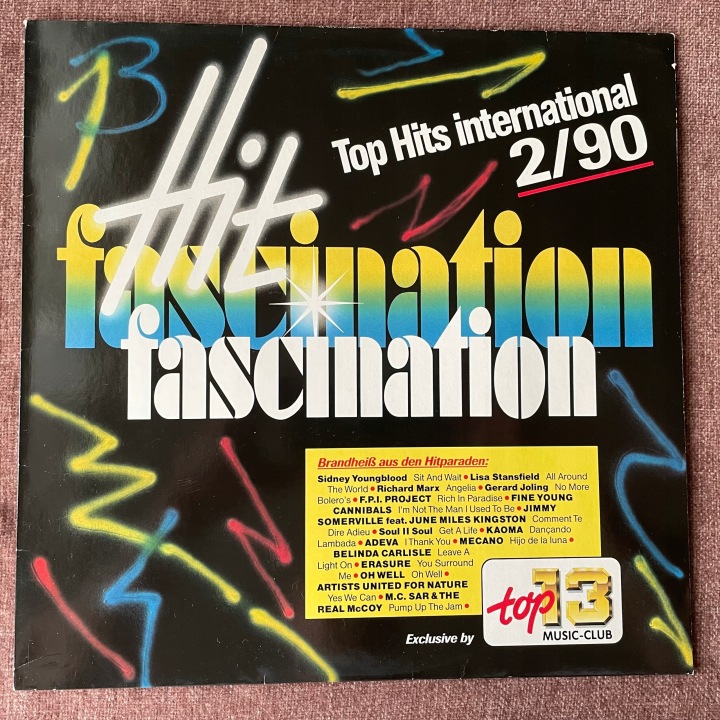 Top Hits international
2/90
Hit
fascination
fascination
Brandheiß aus den Hitparaden:
Sidney Youngblood Sit And Wait • Lisa Stansfield All Around
The World • Richard Marx Angelia • Gerard Joling No More
Bolero's • F.P.I. PROJECT Rich In Paradise • FINE YOUNG
CANNIBALS I'm Not The Man I Used To Be • JIMMY
SOMERVILLE feat. JUNE MILES KINGSTON Comment Te
Dire Adieu • Soul II Soul Get A Life • KAOMA Dançando
Lambada • ADEVA I Thank You • MECANO Hijo de la luna •
BELINDA CARLISLE Leave A
Light On • ERASURE You Surround
Me • OH WELL Oh Well •
ARTISTS UNITED FOR NATURE
Yes We Can • M.C. SAR & THE
REAL McCOY Pump Up The Jam •
Exclusive by
top 13
MUSIC-CLUB